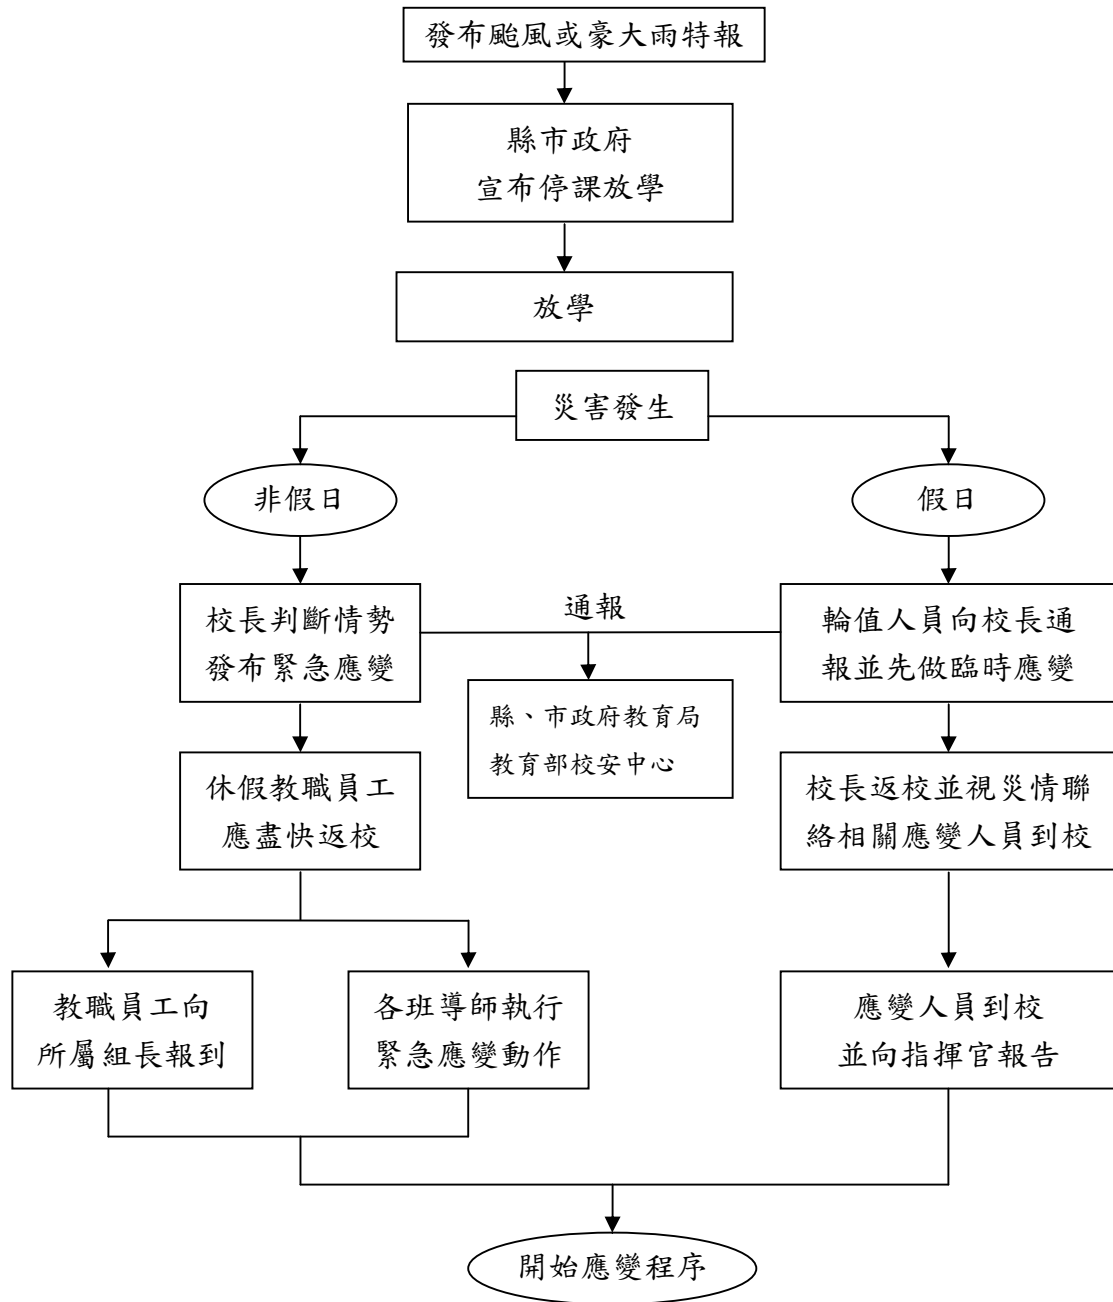 發布颱風或豪大雨特報
縣市政府
宣布停課放學
放學
災害發生
非假日
假日
校長判斷情勢
發布緊急應變
通報
輪值人員向校長通
報並先做臨時應變
縣、市政府教育局
教育部校安中心
休假教職員工
應盡快返校
校長返校並視災情聯
絡相關應變人員到校
教職員工向
所屬組長報到
各班導師執行
緊急應變動作
應變人員到校
並向指揮官報告
開始應變程序